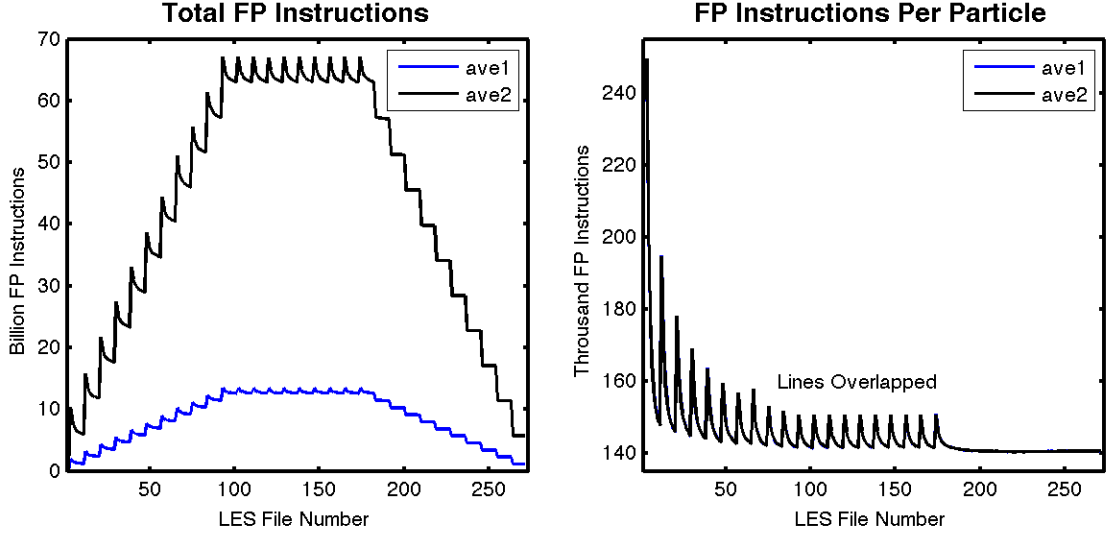 Total FP Instructions
70
60
50
40
30
20
10
0
50
100
150
200
250
Billion FP Instructions
LES File Number
ave1
ave2
FP Instructions Per Particle
240
220
200
180
160
140
50
100
150
200
250
Throusand FP Instructions
LES File Number
ave1
ave2
Lines Overlapped